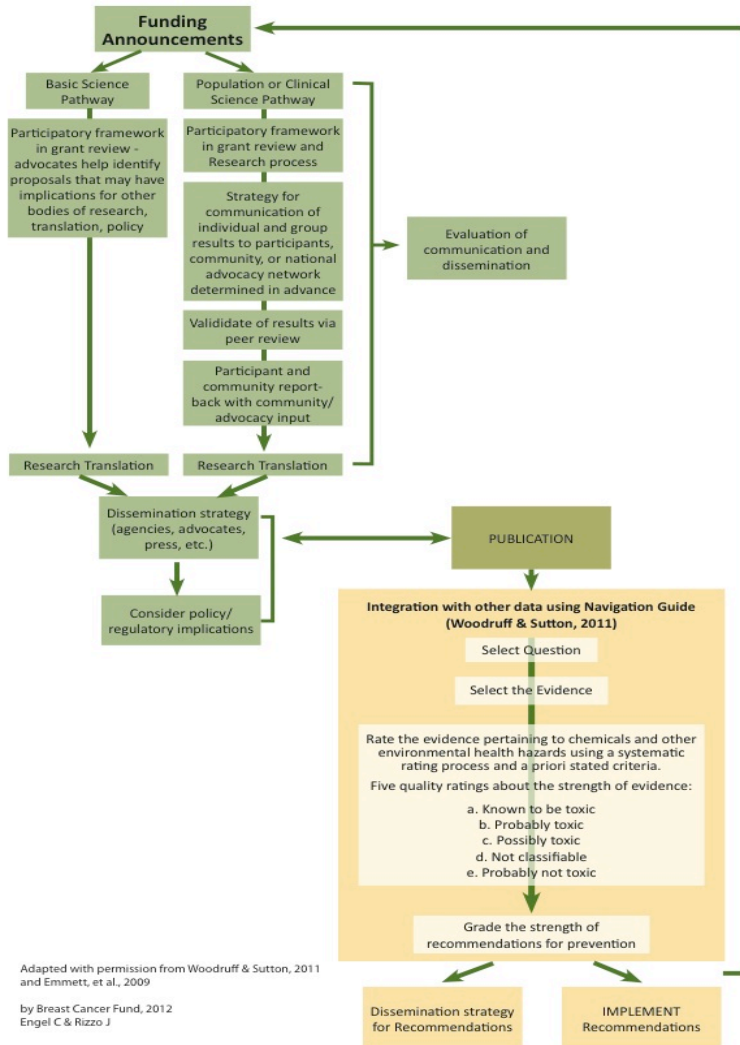 Funding
Announcements
Basic Science
Pathway
Participatory framework
in grant review -
advocates help identify
proposals that may have
implications for other
bodies of research,
translation, policy
Research Translation
Population or Clinical
Science Pathway
Participatory framework
in grant review and
Research process
Strategy for
communication of
individual and group
results to participants,
community, or national
advocacy network
determined in advance
Valididate of results via
peer review
Participant and
community report-
back with community/
advocacy input
Research Translation
Evaluation of
communication and
dissemination
Dissemination strategy
(agencies, advocates,
press, etc.)
Consider policy/
regulatory implications
PUBLICATION
Integration with other data using Navigation Guide
(Woodruff & Sutton, 2011)
Select Question
Select the Evidence
Rate the evidence pertaining to chemicals and other
environmental health hazards using a systematic
rating process and a priori stated criteria.
Five quality ratings about the strength of evidence:
a. Known to be toxic
b. Probably toxic
c. Possibly toxic
d. Not classifiable
e. Probably not toxic
Grade the strength of
recommendations for prevention
Dissemination strategy
for Recommendations
IMPLEMENT
Recommendations
Adapted with permission from Woodruff & Sutton, 2011
and Emmett, et al., 2009
by Breast Cancer Fund, 2012
Engel C & Rizzo J